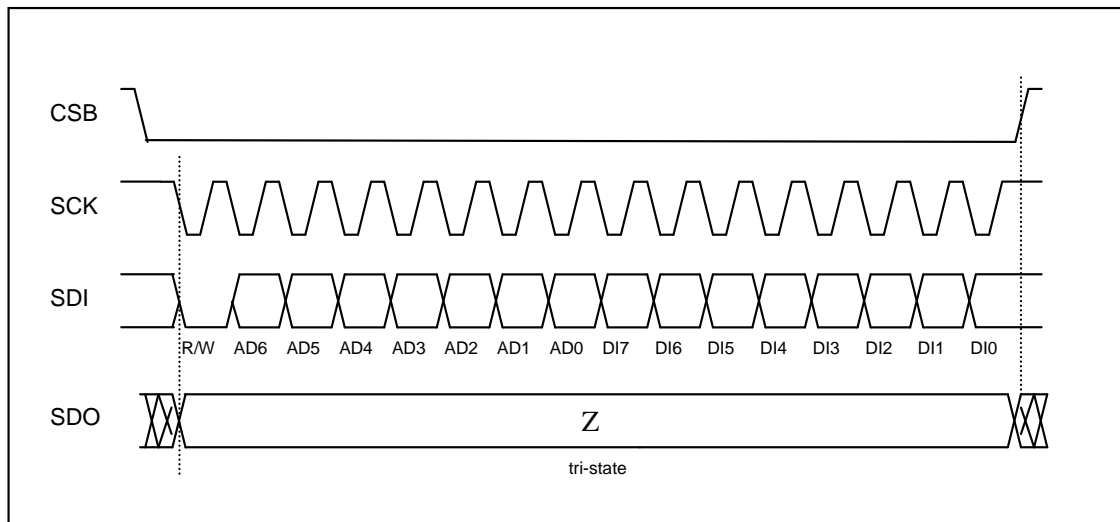 CSB
SCK
SDI
R/W AD6 AD5 AD4 AD3 AD2 AD1 AD0 DI7 DI6 DI5 DI4 DI3 DI2 DI1 DI0
SDO
Z
tri-state